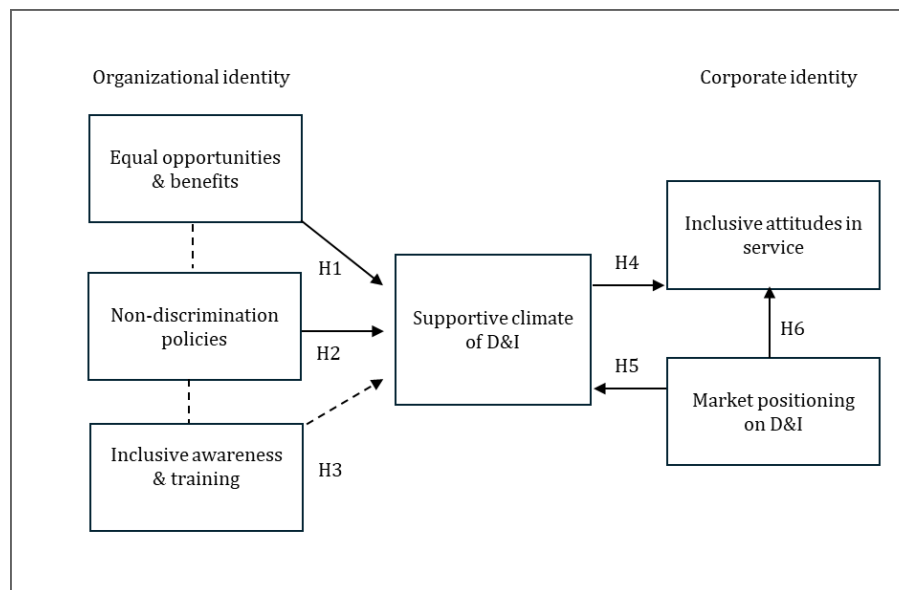 Organizational identity
Corporate identity
Equal opportunities
& benefits
Inclusive attitudes in
service
H1
H4
Non-discrimination
policies
H2
Supportive climate
of D&I
H6
H5
Market positioning
on D&I
Inclusive awareness
& training
H3